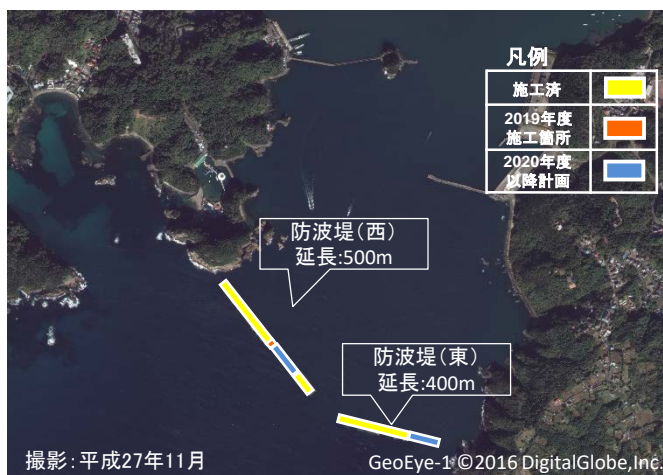 凡例
施工済
2019年度
施工箇所
2020年度
以降計画
防波堤（西）
延長:500m
防波堤（東）
延長:400m
撮影：平成27年11月
GeoEye-1 ©2016 DigitalGlobe,Inc.